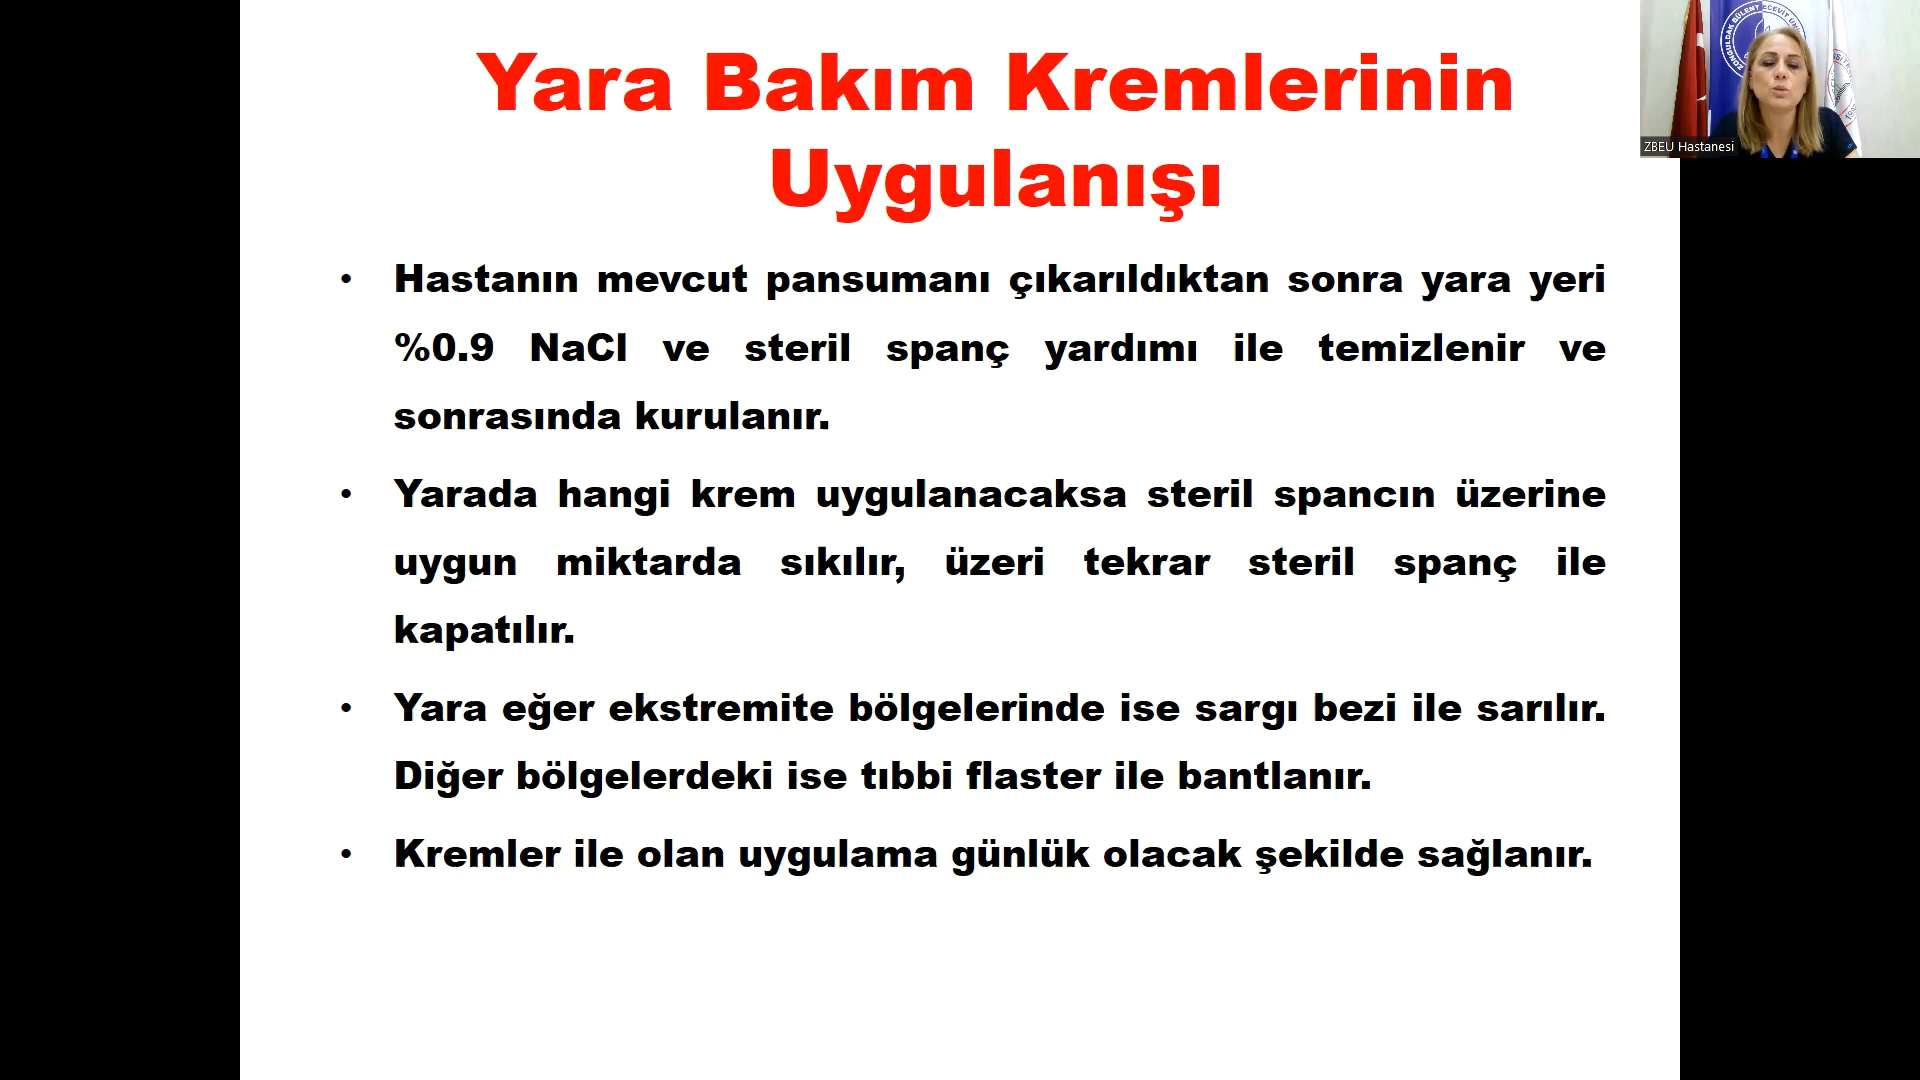 Yara Bakım Kremlerinin
Uygulanışı
• Hastanın mevcut pansumanı çıkarıldıktan sonra yara yeri
%0.9 NaCl ve steril spanç yardımı ile temizlenir ve
sonrasında kurulanır.
• Yarada hangi krem uygulanacaksa steril spancın üzerine
uygun miktarda sıkılır, üzeri tekrar steril spanç ile
kapatılır.
• Yara eğer ekstremite bölgelerinde ise sargı bezi ile sarılır.
Diğer bölgelerdeki ise tıbbi flaster ile bantlanır.
• Kremler ile olan uygulama günlük olacak şekilde sağlanır.
ZONGULDAK BÜLENT ECEVİT
ZBEU Hastanesi